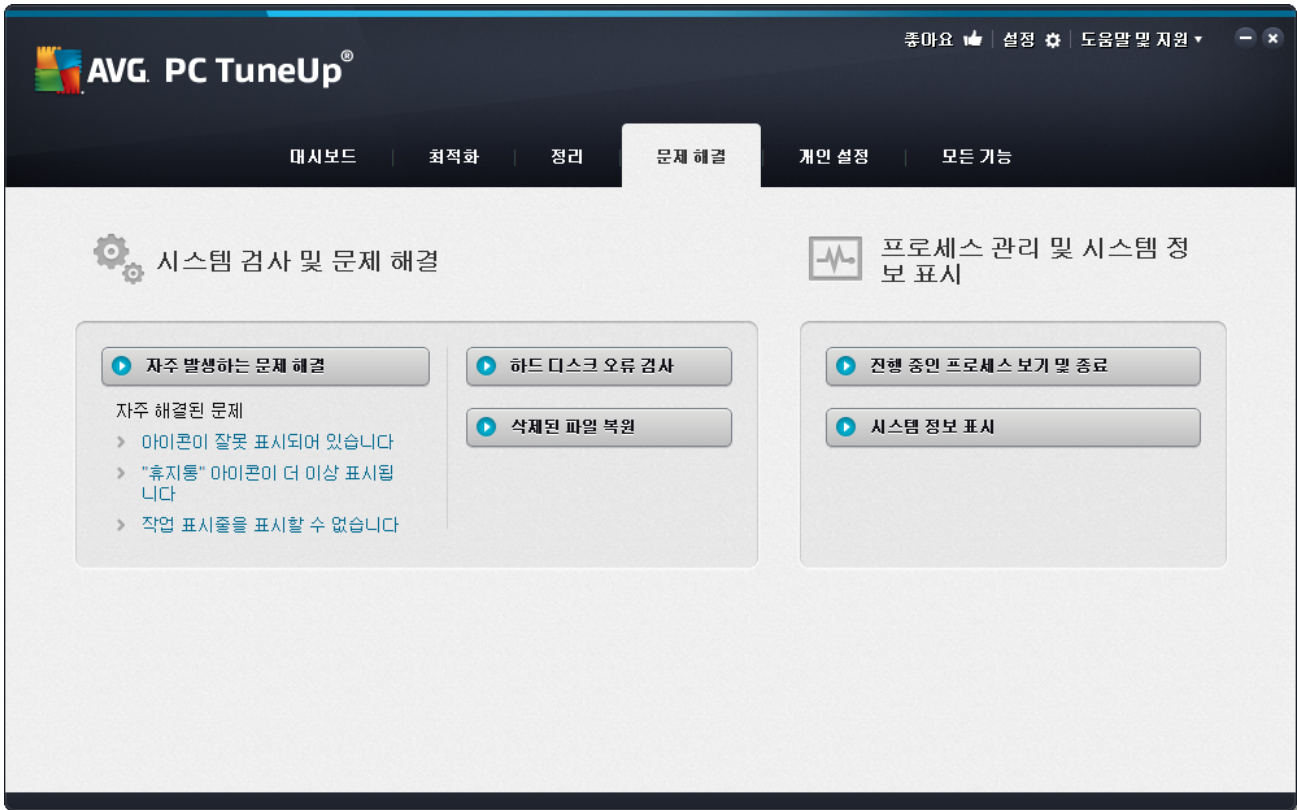 좋아요 설정 도움말 및 지원
AVG PC TuneUp®
대시보드 최적화 정리 문제 해결 개인 설정 모든 기능
시스템 검사 및 문제 해결
자주 발생하는 문제 해결
자주 해결된 문제
아이콘이 잘못 표시되어 있습니다
"휴지통" 아이콘이 더 이상 표시됩
니다
작업 표시줄을 표시할 수 없습니다
하드 디스크 오류 검사
삭제된 파일 복원
프로세스 관리 및 시스템 정
보 표시
진행 중인 프로세스 보기 및 종료
시스템 정보 표시